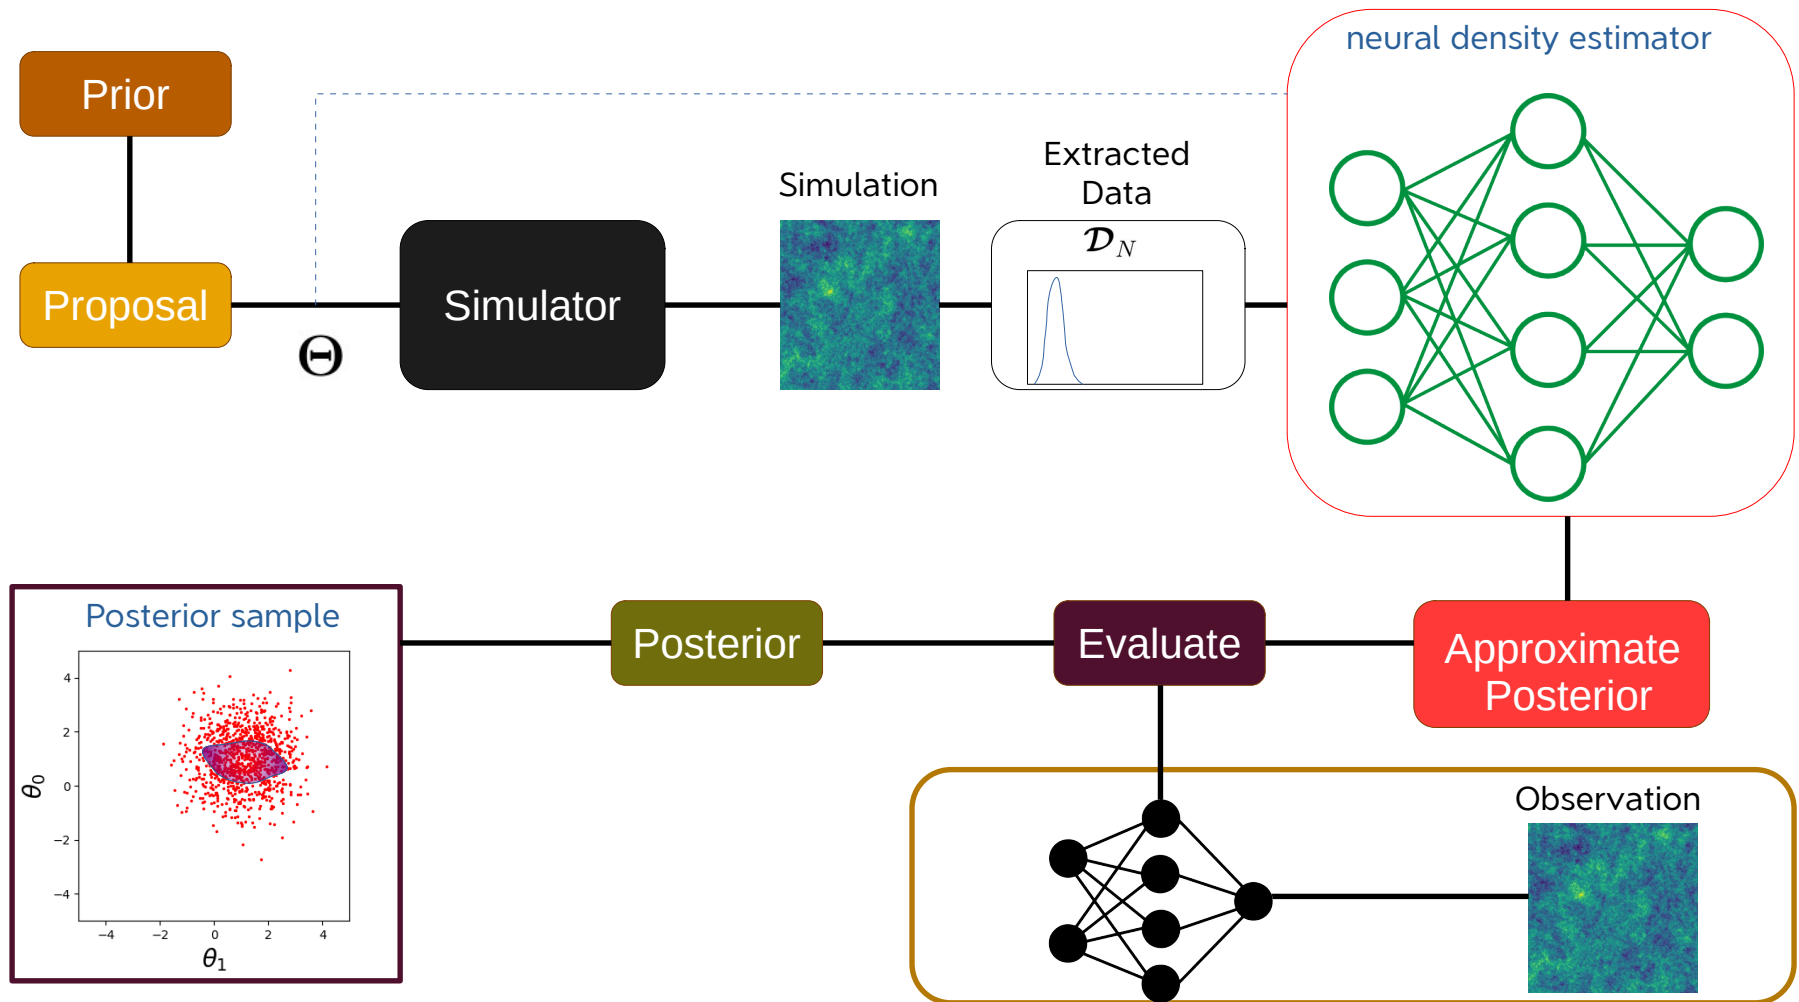 neural density estimator
Prior
Extracted
Data
Simulation
𝓓_N
Proposal
Simulator
Θ
Posterior sample
4
2
0
−2
−4
θ₀
−4
−2
0
2
4
θ₁
Posterior
Evaluate
Approximate
Posterior
Observation